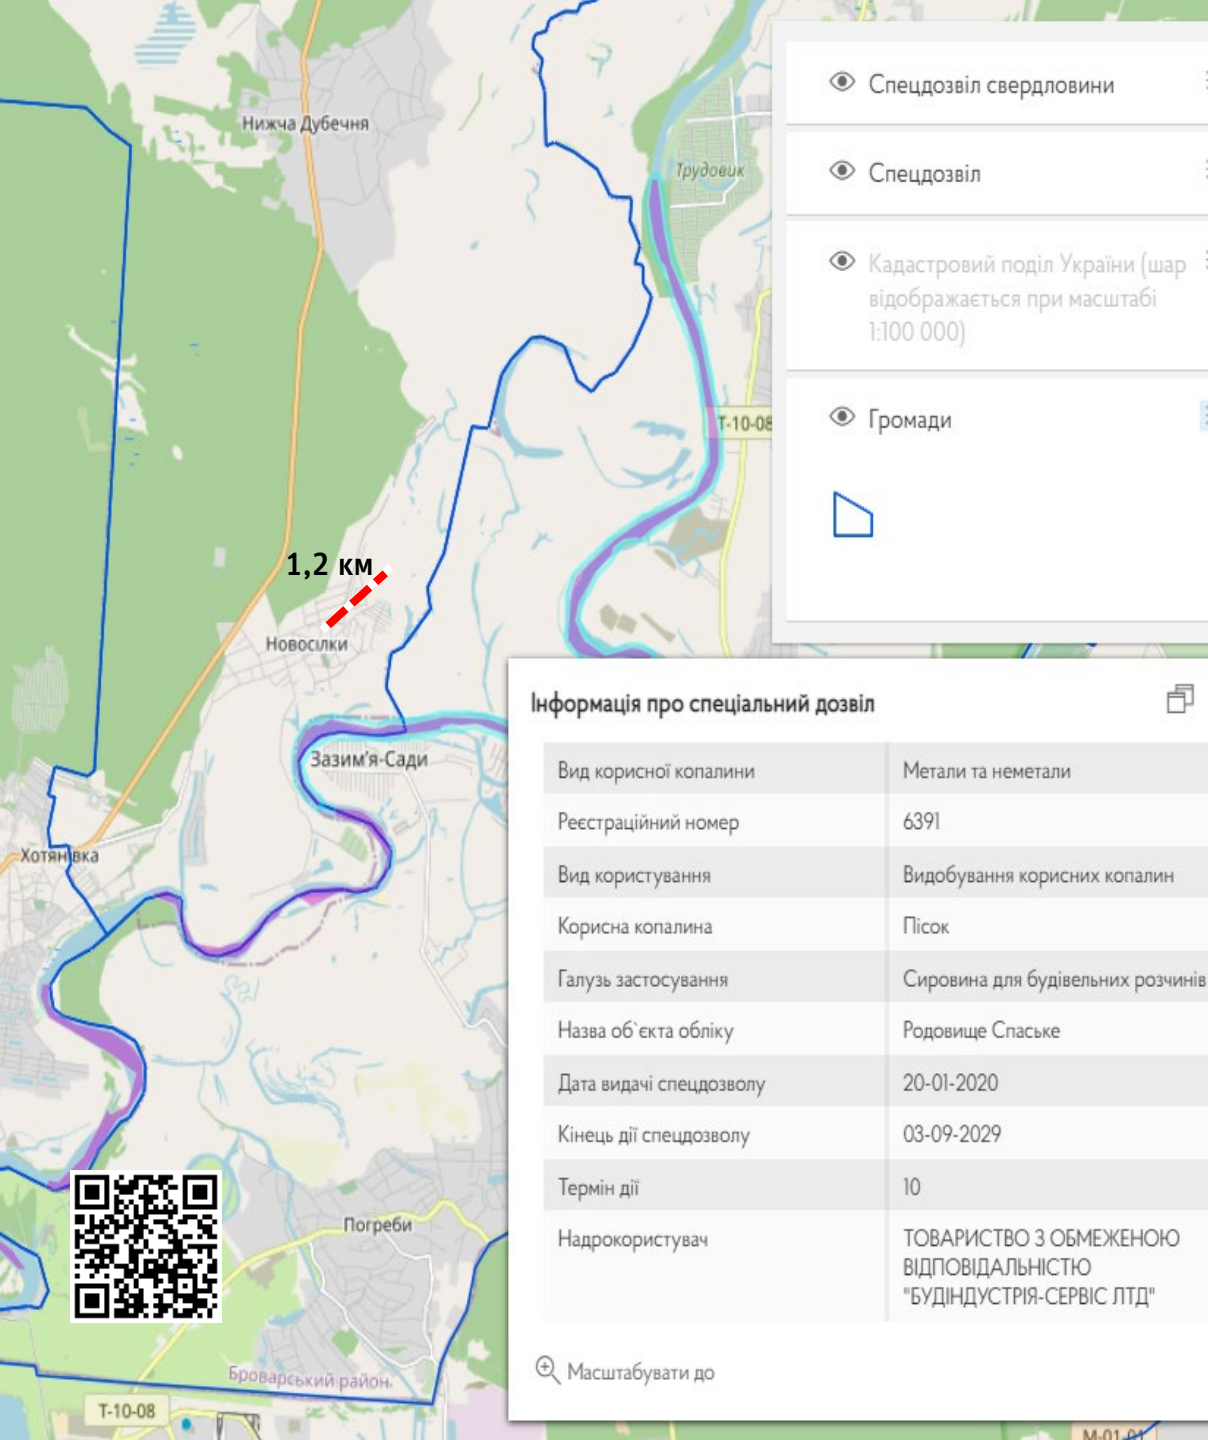 Нижча Дубечня
Трудовик
Т-10-08
1,2 км
Новосілки
Зазим'я-Сади
Хотянівка
Погреби
Броварський район
Т-10-08
М-01-01
Спецдозвіл свердловини
Спецдозвіл
Кадастровий поділ України (шар
відображається при масштабі
1:100 000)
Громади
Інформація про спеціальний дозвіл
Вид корисної копалини Метали та неметали
Реєстраційний номер 6391
Вид користування Видобування корисних копалин
Корисна копалина Пісок
Галузь застосування Сировина для будівельних розчинів
Назва об`єкта обліку Родовище Спаське
Дата видачі спецдозволу 20-01-2020
Кінець дії спецдозволу 03-09-2029
Термін дії 10
Надрокористувач ТОВАРИСТВО З ОБМЕЖЕНОЮ
ВІДПОВІДАЛЬНІСТЮ
"БУДІНДУСТРІЯ-СЕРВІС ЛТД"
Масштабувати до